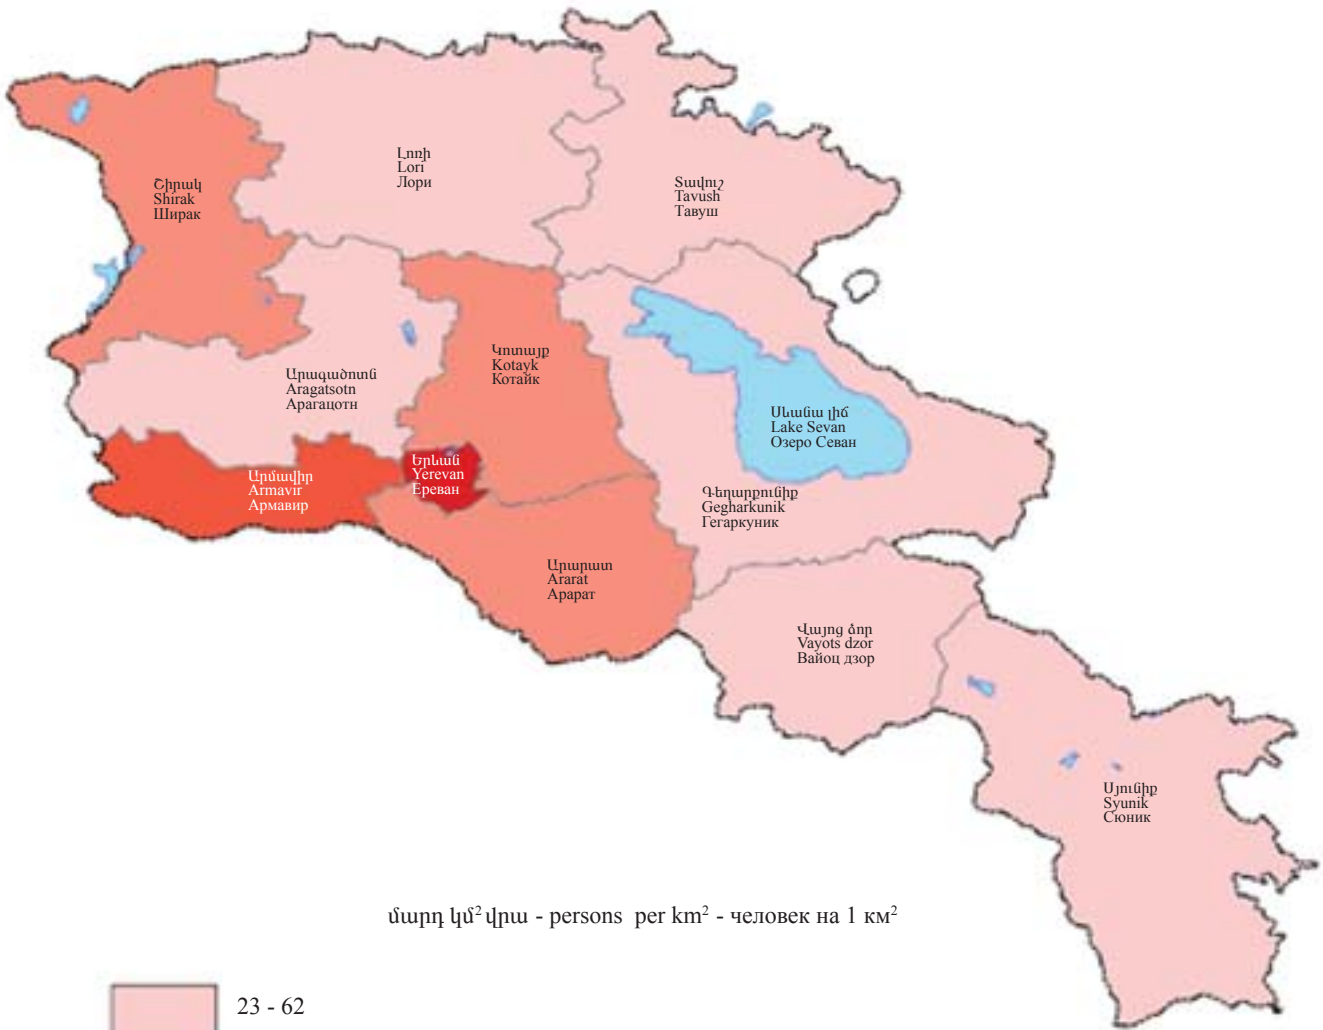 Լոռի
Lori
Лори
Շիրակ
Shirak
Ширак
Տավուշ
Tavush
Тавуш
Արագածոտն
Aragatsotn
Арагацотн
Կոտայք
Kotayk
Котайк
Սևանա լիճ
Lake Sevan
Озеро Севан
Երևան
Yerevan
Ереван
Արմավիր
Armavir
Армавир
Գեղարքունիք
Gegharkunik
Гегаркуник
Արարատ
Ararat
Арарат
Վայոց ձոր
Vayots dzor
Вайоц дзор
Սյունիք
Syunik
Сюник
մարդ կմ² վրա - persons per km² - человек на 1 км²
23 - 62